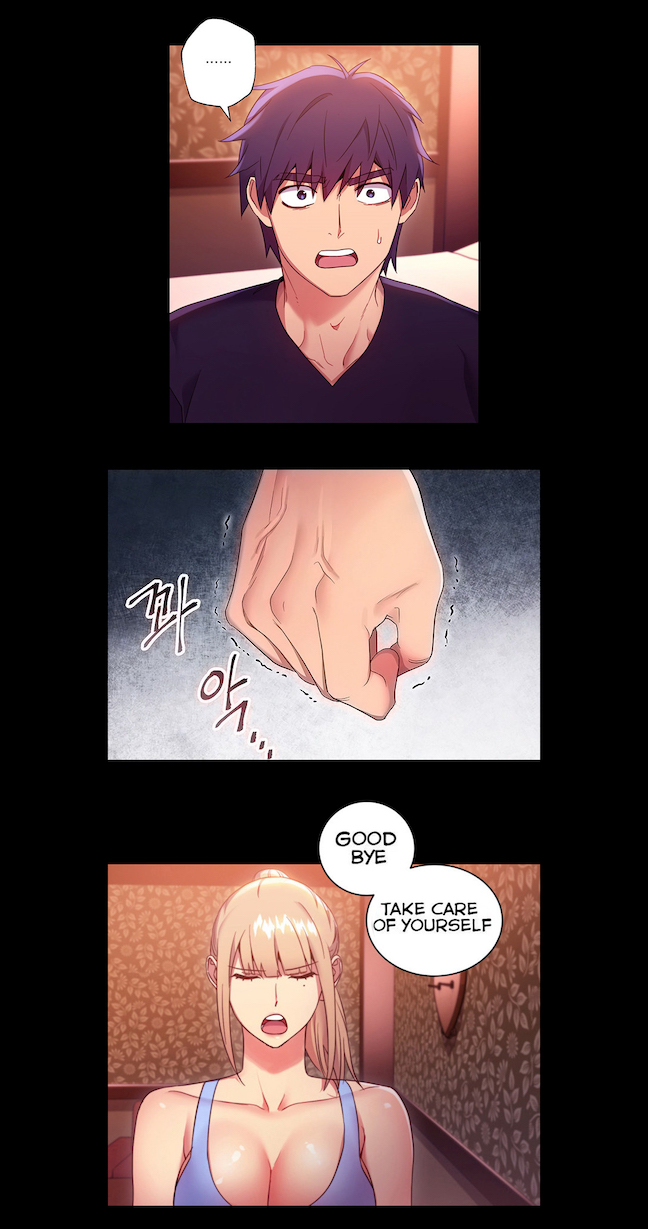 ......
꽈
악...
GOOD
BYE
TAKE CARE
OF YOURSELF